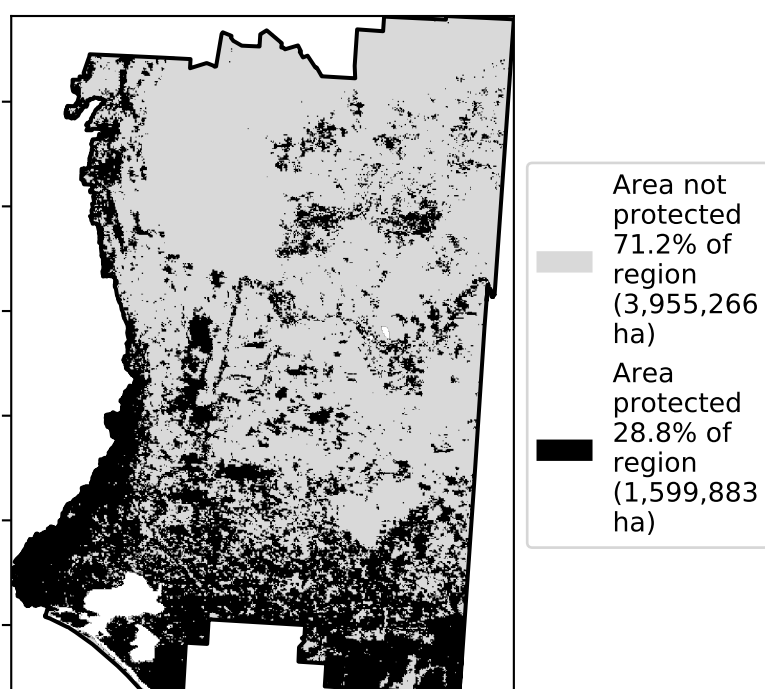 Area not
protected
71.2% of
region
(3,955,266
ha)
Area
protected
28.8% of
region
(1,599,883
ha)